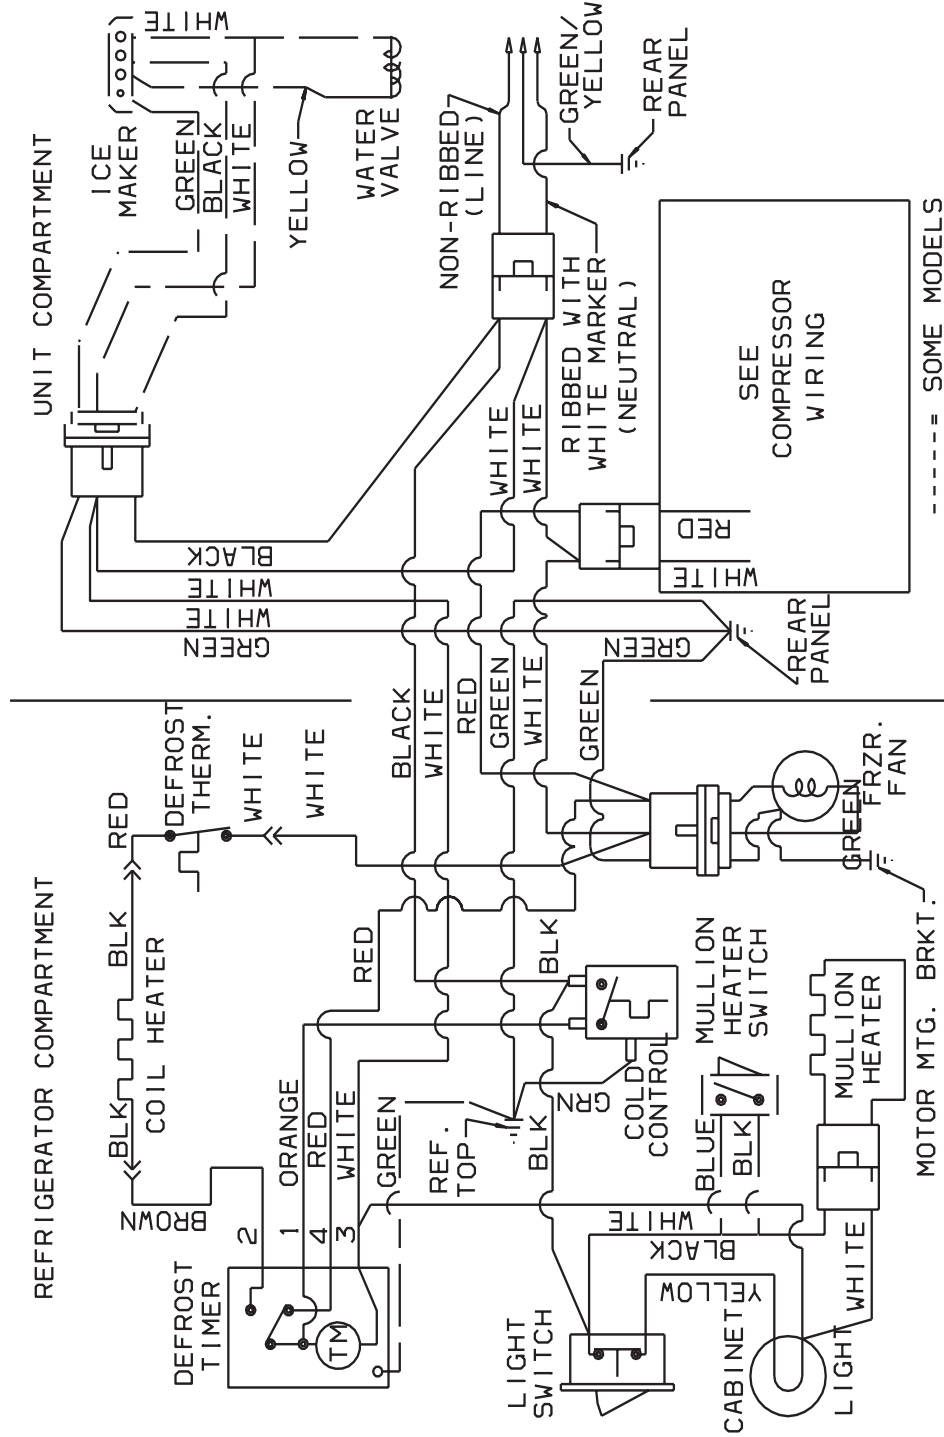 UNIT COMPARTMENT
ICE
MAKER
WHITE
GREEN
BLACK
WHITE
YELLOW
WATER
VALVE
NON-RIBBED
(LINE)
GREEN/
YELLOW
REAR
PANEL
RIBBED WITH
WHITE MARKER
(NEUTRAL)
WHITE
WHITE
SEE
COMPRESSOR
WIRING
RED
WHITE
-----= SOME MODELS
BLACK
WHITE
WHITE
GREEN
GREEN
REAR
PANEL
BLACK
WHITE
RED
GREEN
WHITE
GREEN
REFRIGERATOR COMPARTMENT
RED
DEFROST
THERM.
WHITE
WHITE
BLK
COIL HEATER
BLK
BROWN
RED
BLK
GREEN
FRZR.
FAN
MOTOR MTG. BRKT.
MULLION
HEATER
SWITCH
MULLION
HEATER
COLD
CONTROL
GRN
BLK
REF.
TOP
GREEN
WHITE
RED
ORANGE
2
1
4
3
BLUE
BLK
WHITE
BLACK
YELLOW
WHITE
DEFROST
TIMER
TM
LIGHT
SWITCH
CABINET
LIGHT